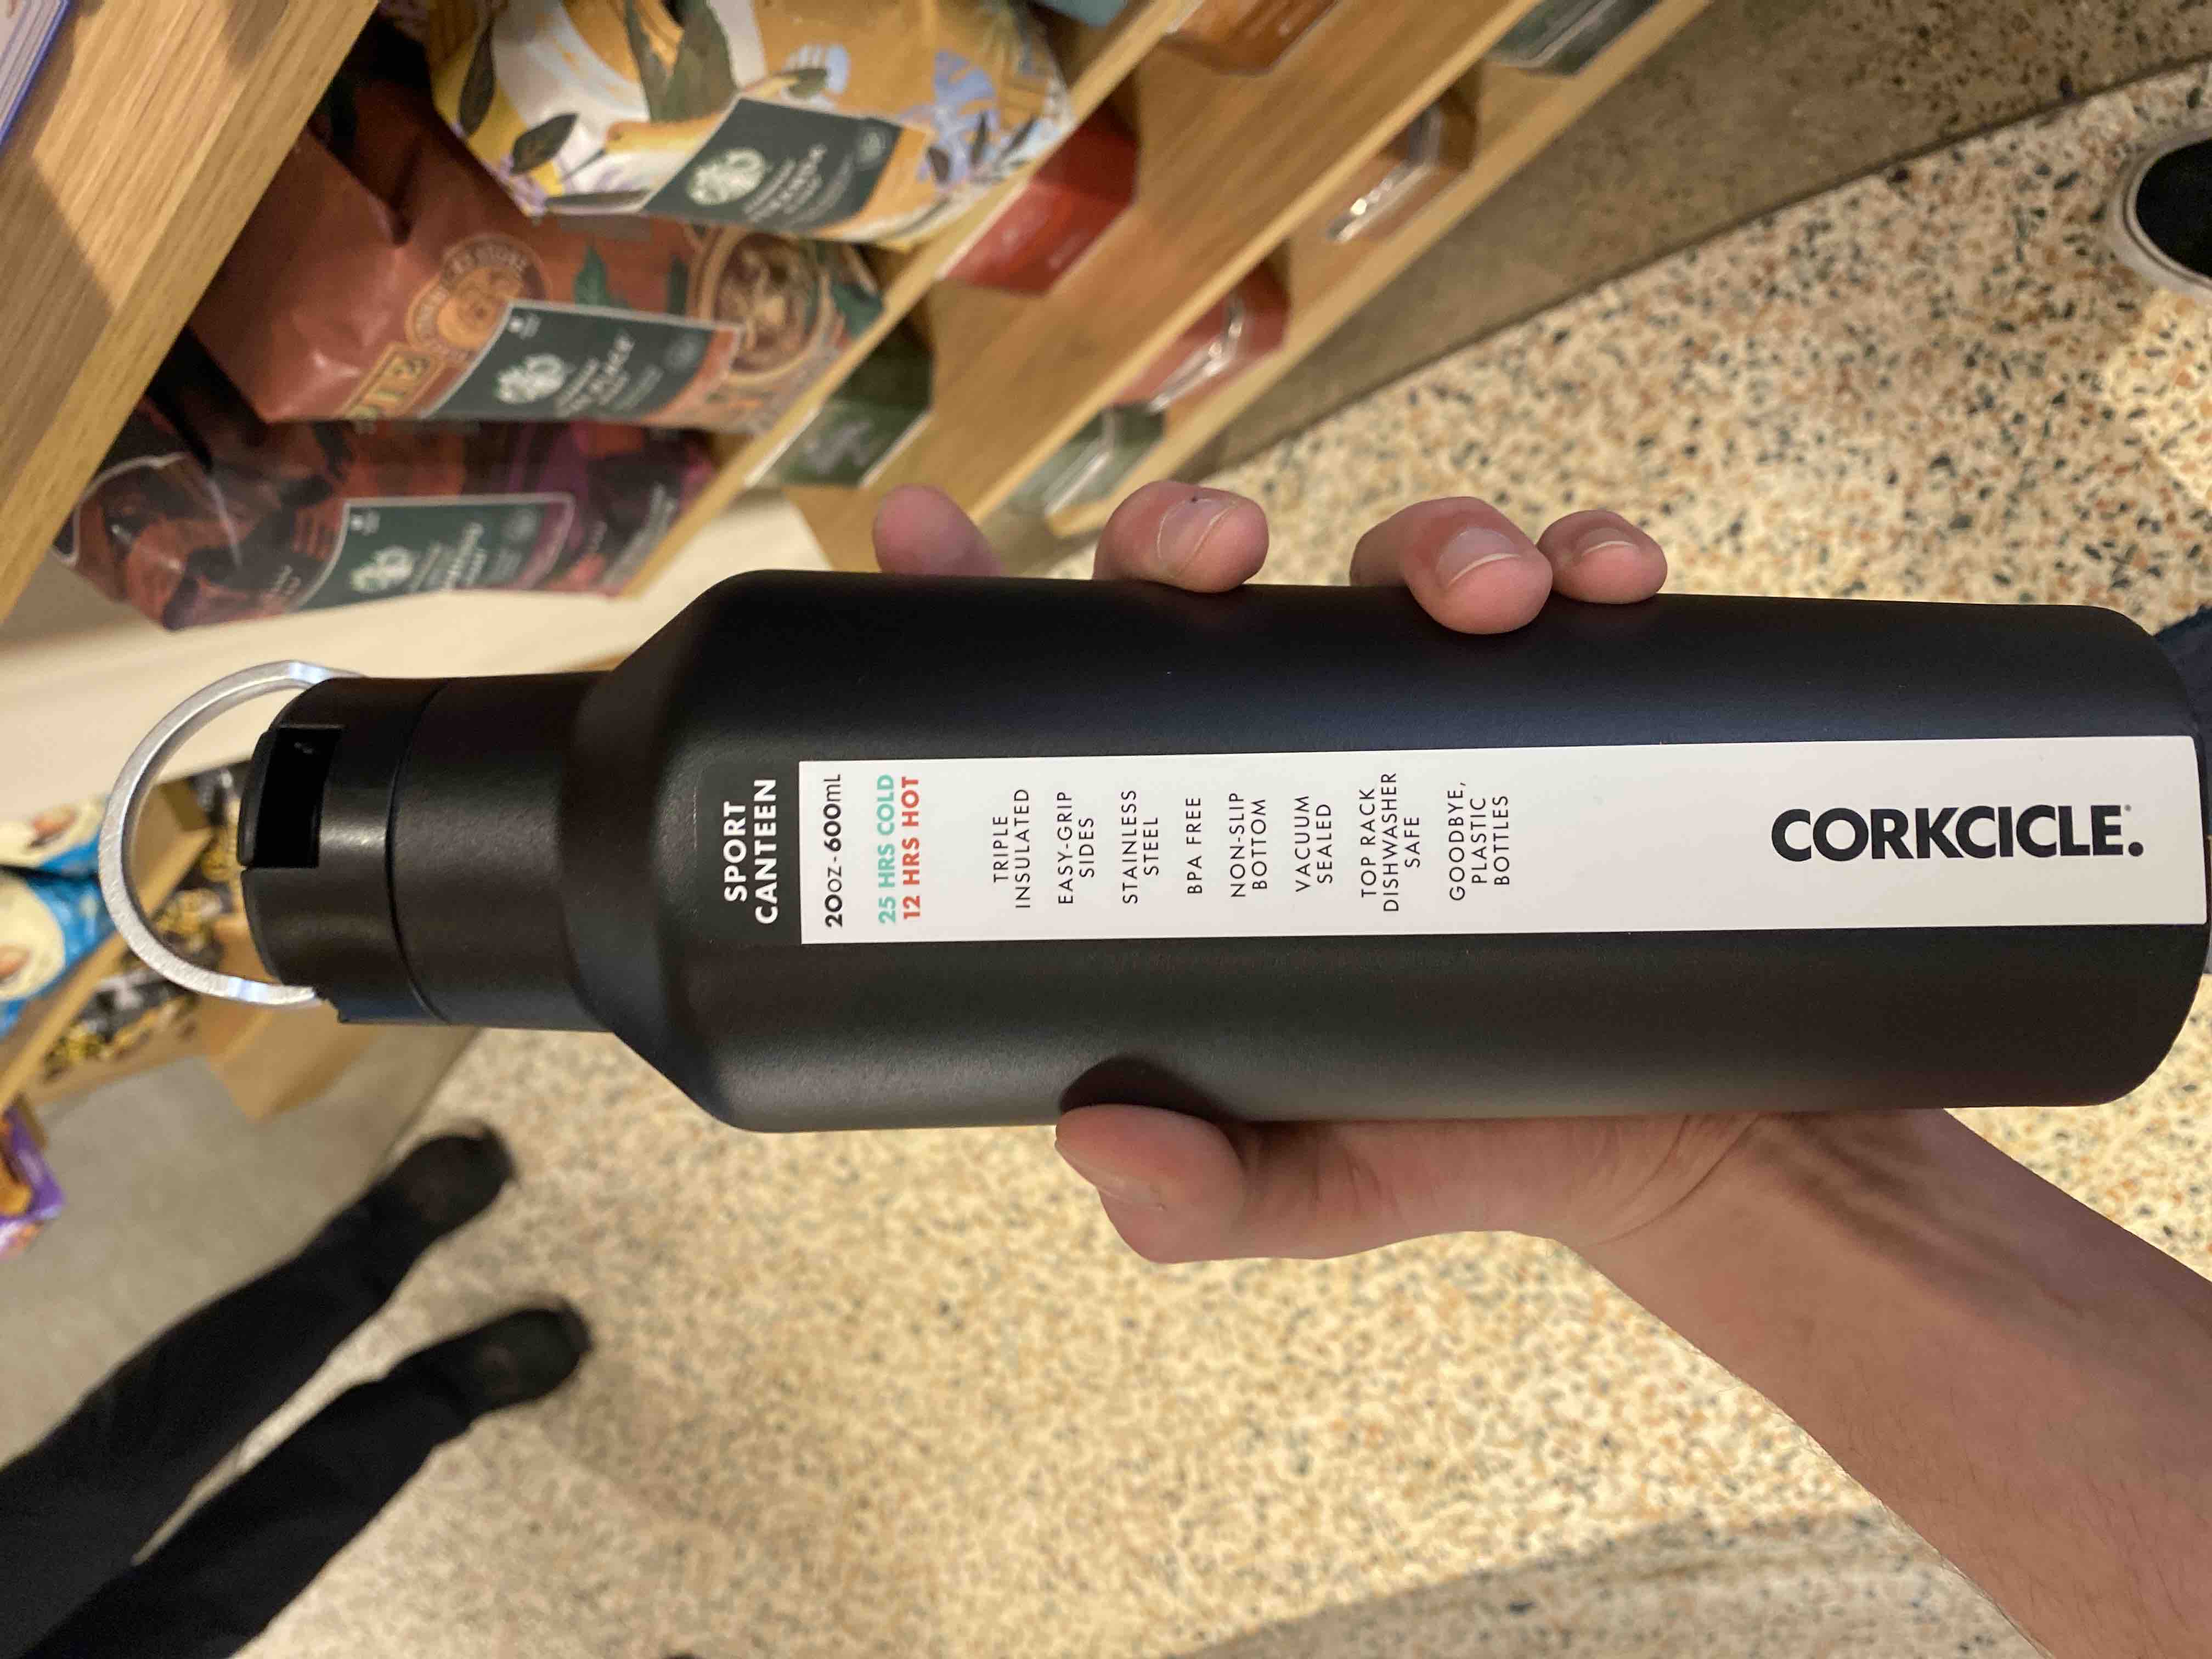 SPORT
CANTEEN
20oz-600mL
25 HRS COLD
12 HRS HOT
TRIPLE
INSULATED
EASY-GRIP
SIDES
STAINLESS
STEEL
BPA FREE
NON-SLIP
BOTTOM
VACUUM
SEALED
TOP RACK
DISHWASHER
SAFE
GOODBYE,
PLASTIC
BOTTLES
CORKCICLE.